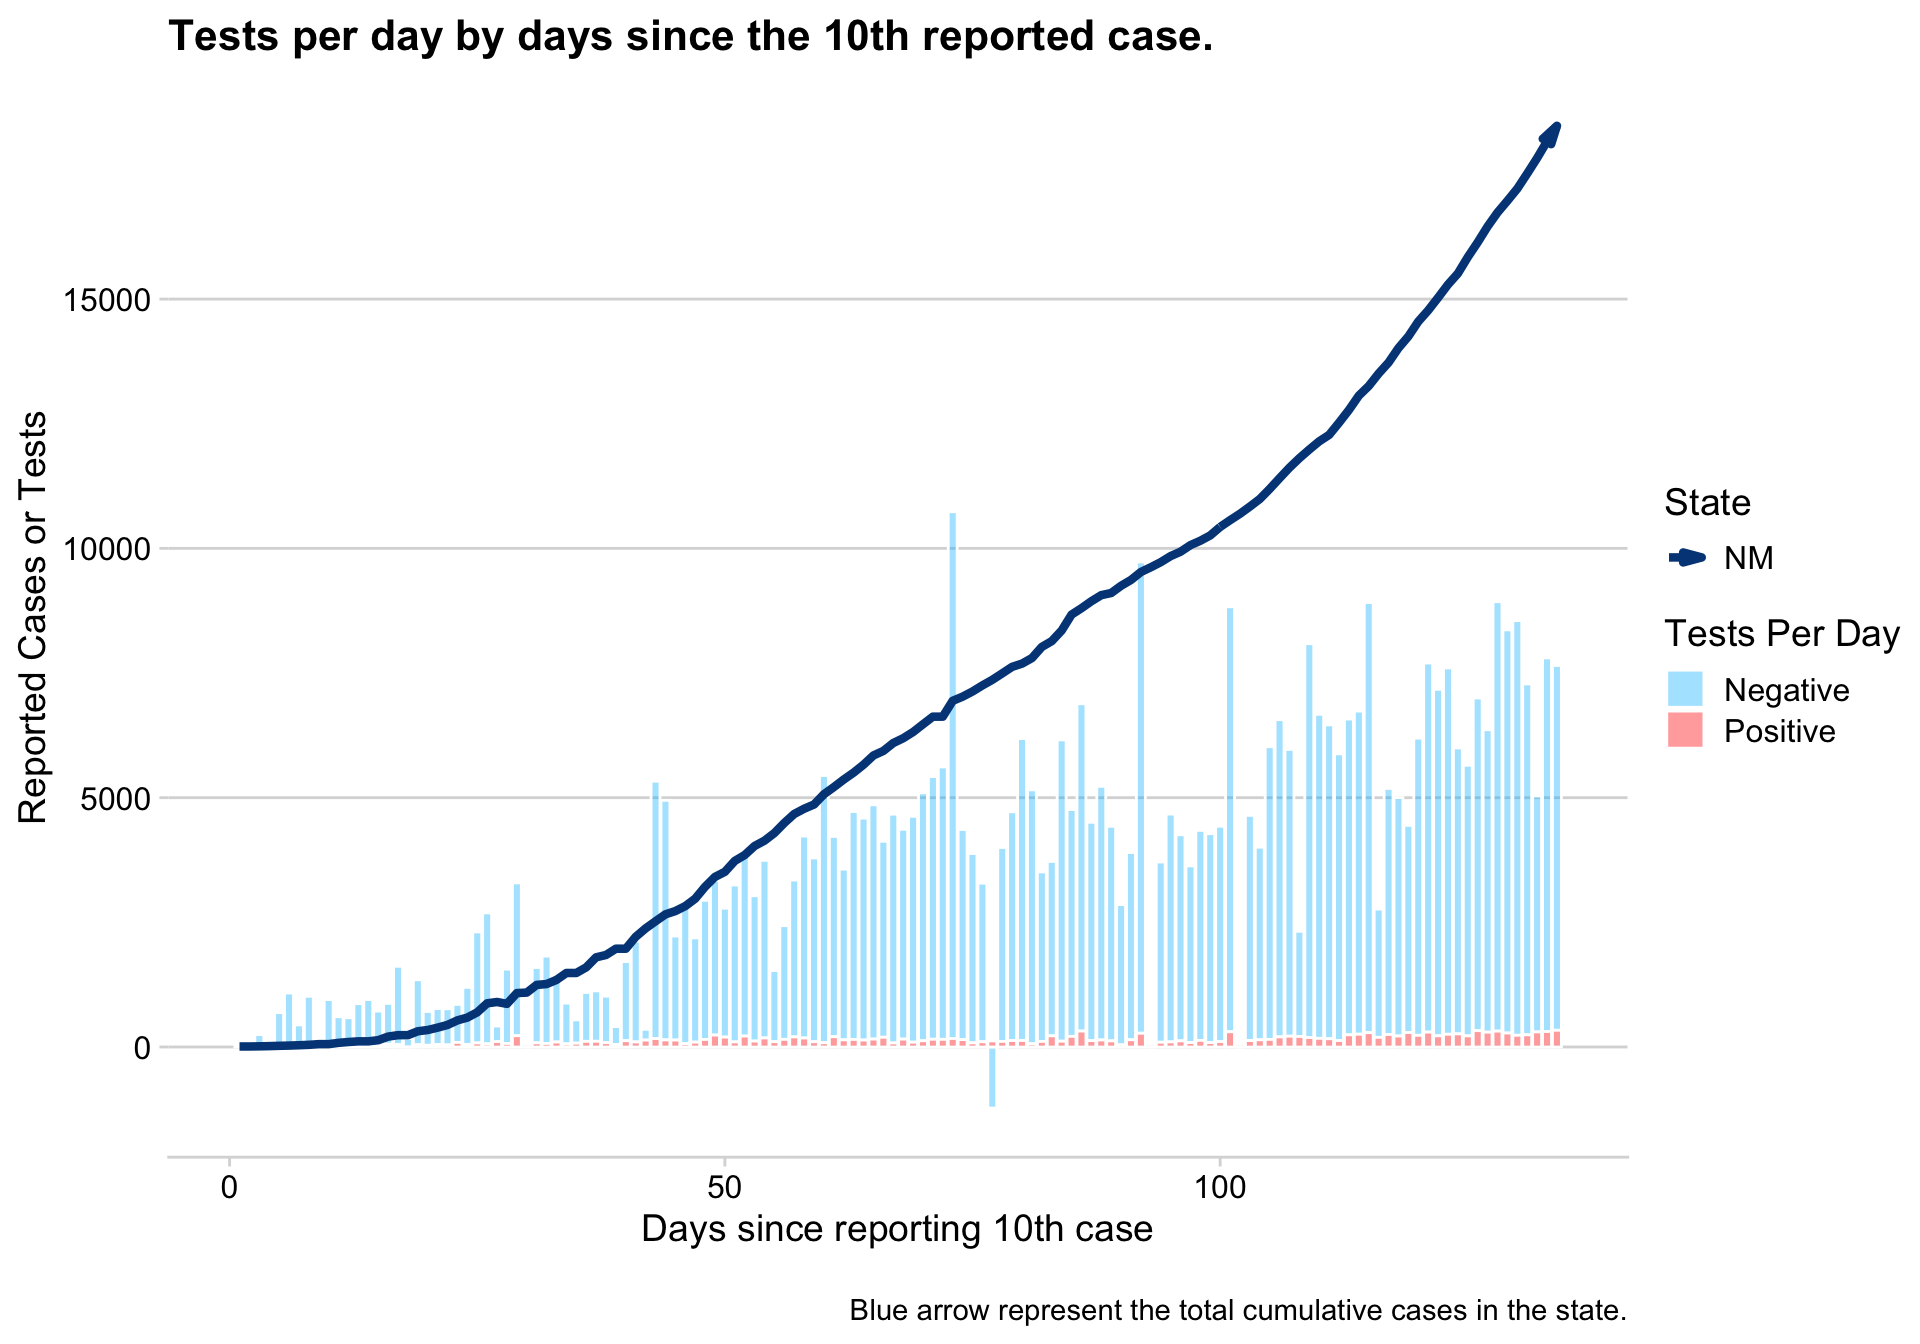 Tests per day by days since the 10th reported case.
Reported Cases or Tests
15000
10000
5000
0
0
50
100
Days since reporting 10th case
State
NM
Tests Per Day
Negative
Positive
Blue arrow represent the total cumulative cases in the state.